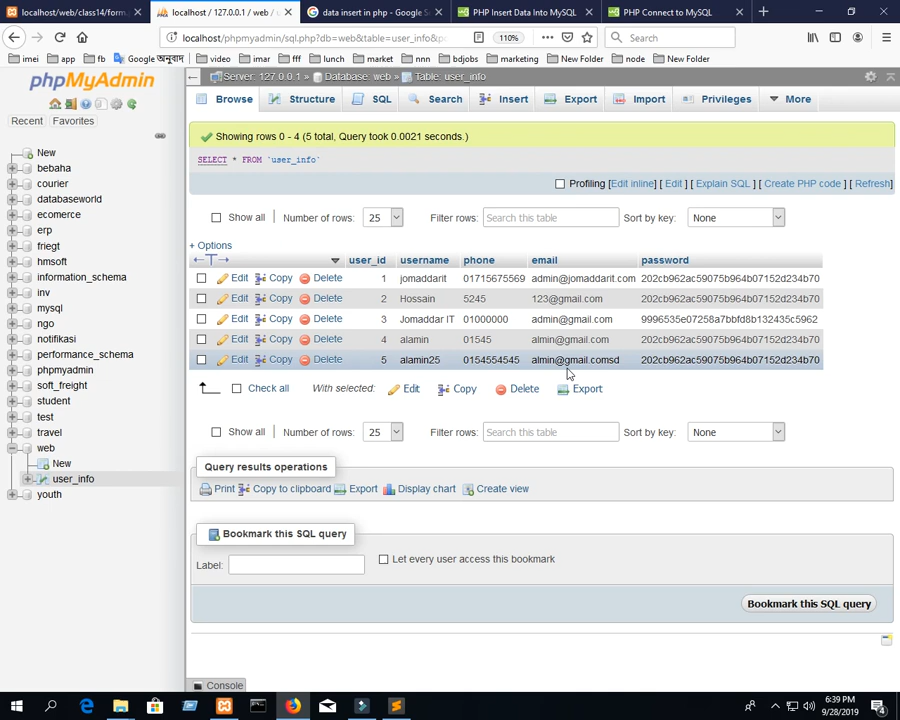 localhost/web/class14/form.
localhost / 127.0.0.1 / web /
data insert in php - Google S
PHP Insert Data Into MySQL
PHP Connect to MySQL
localhost/phpmyadmin/sql.php?db=web&table=user_info&p
110%
Search
imei
app
fb
Google অনুবাদ
video
imar
fff
market
nnn
bdjobs
marketing
New Folder
node
New Folder
phpMyAdmin
Recent
Favorites
New
bebaha
courier
databaseworld
ecomerce
erp
friegt
hmsoft
information_schema
inv
mysql
ngo
notifikasi
performance_schema
phpmyadmin
soft_freight
student
test
travel
web
New
user_info
youth
Server: 127.0.0.1 » Database: web » Table: user_info
Browse Structure SQL Search Insert Export Import Privileges More
Showing rows 0 - 4 (5 total, Query took 0.0021 seconds.)
SELECT * FROM `user_info`
Profiling [Edit inline] [ Edit ] [ Explain SQL ] [ Create PHP code ] [ Refresh]
Show all Number of rows: 25 Filter rows: Search this table Sort by key: None
+ Options
user_id username phone email password
Edit Copy Delete 1 jomaddarit 01715675569 admin@jomaddarit.com 202cb962ac59075b964b07152d234b70
Edit Copy Delete 2 Hossain 5245 123@gmail.com 202cb962ac59075b964b07152d234b70
Edit Copy Delete 3 Jomaddar IT 01000000 admin@gmail.com 9996535e07258a7bbfd8b132435c5962
Edit Copy Delete 4 alamin 01545 almin@gmail.com 202cb962ac59075b964b07152d234b70
Edit Copy Delete 5 alamin25 0154554545 almin@gmail.comsd 202cb962ac59075b964b07152d234b70
Check all With selected: Edit Copy Delete Export
Show all Number of rows: 25 Filter rows: Search this table Sort by key: None
Query results operations
Print Copy to clipboard Export Display chart Create view
Bookmark this SQL query
Label: Let every user access this bookmark
Bookmark this SQL query
Console
6:39 PM
9/28/2019
4